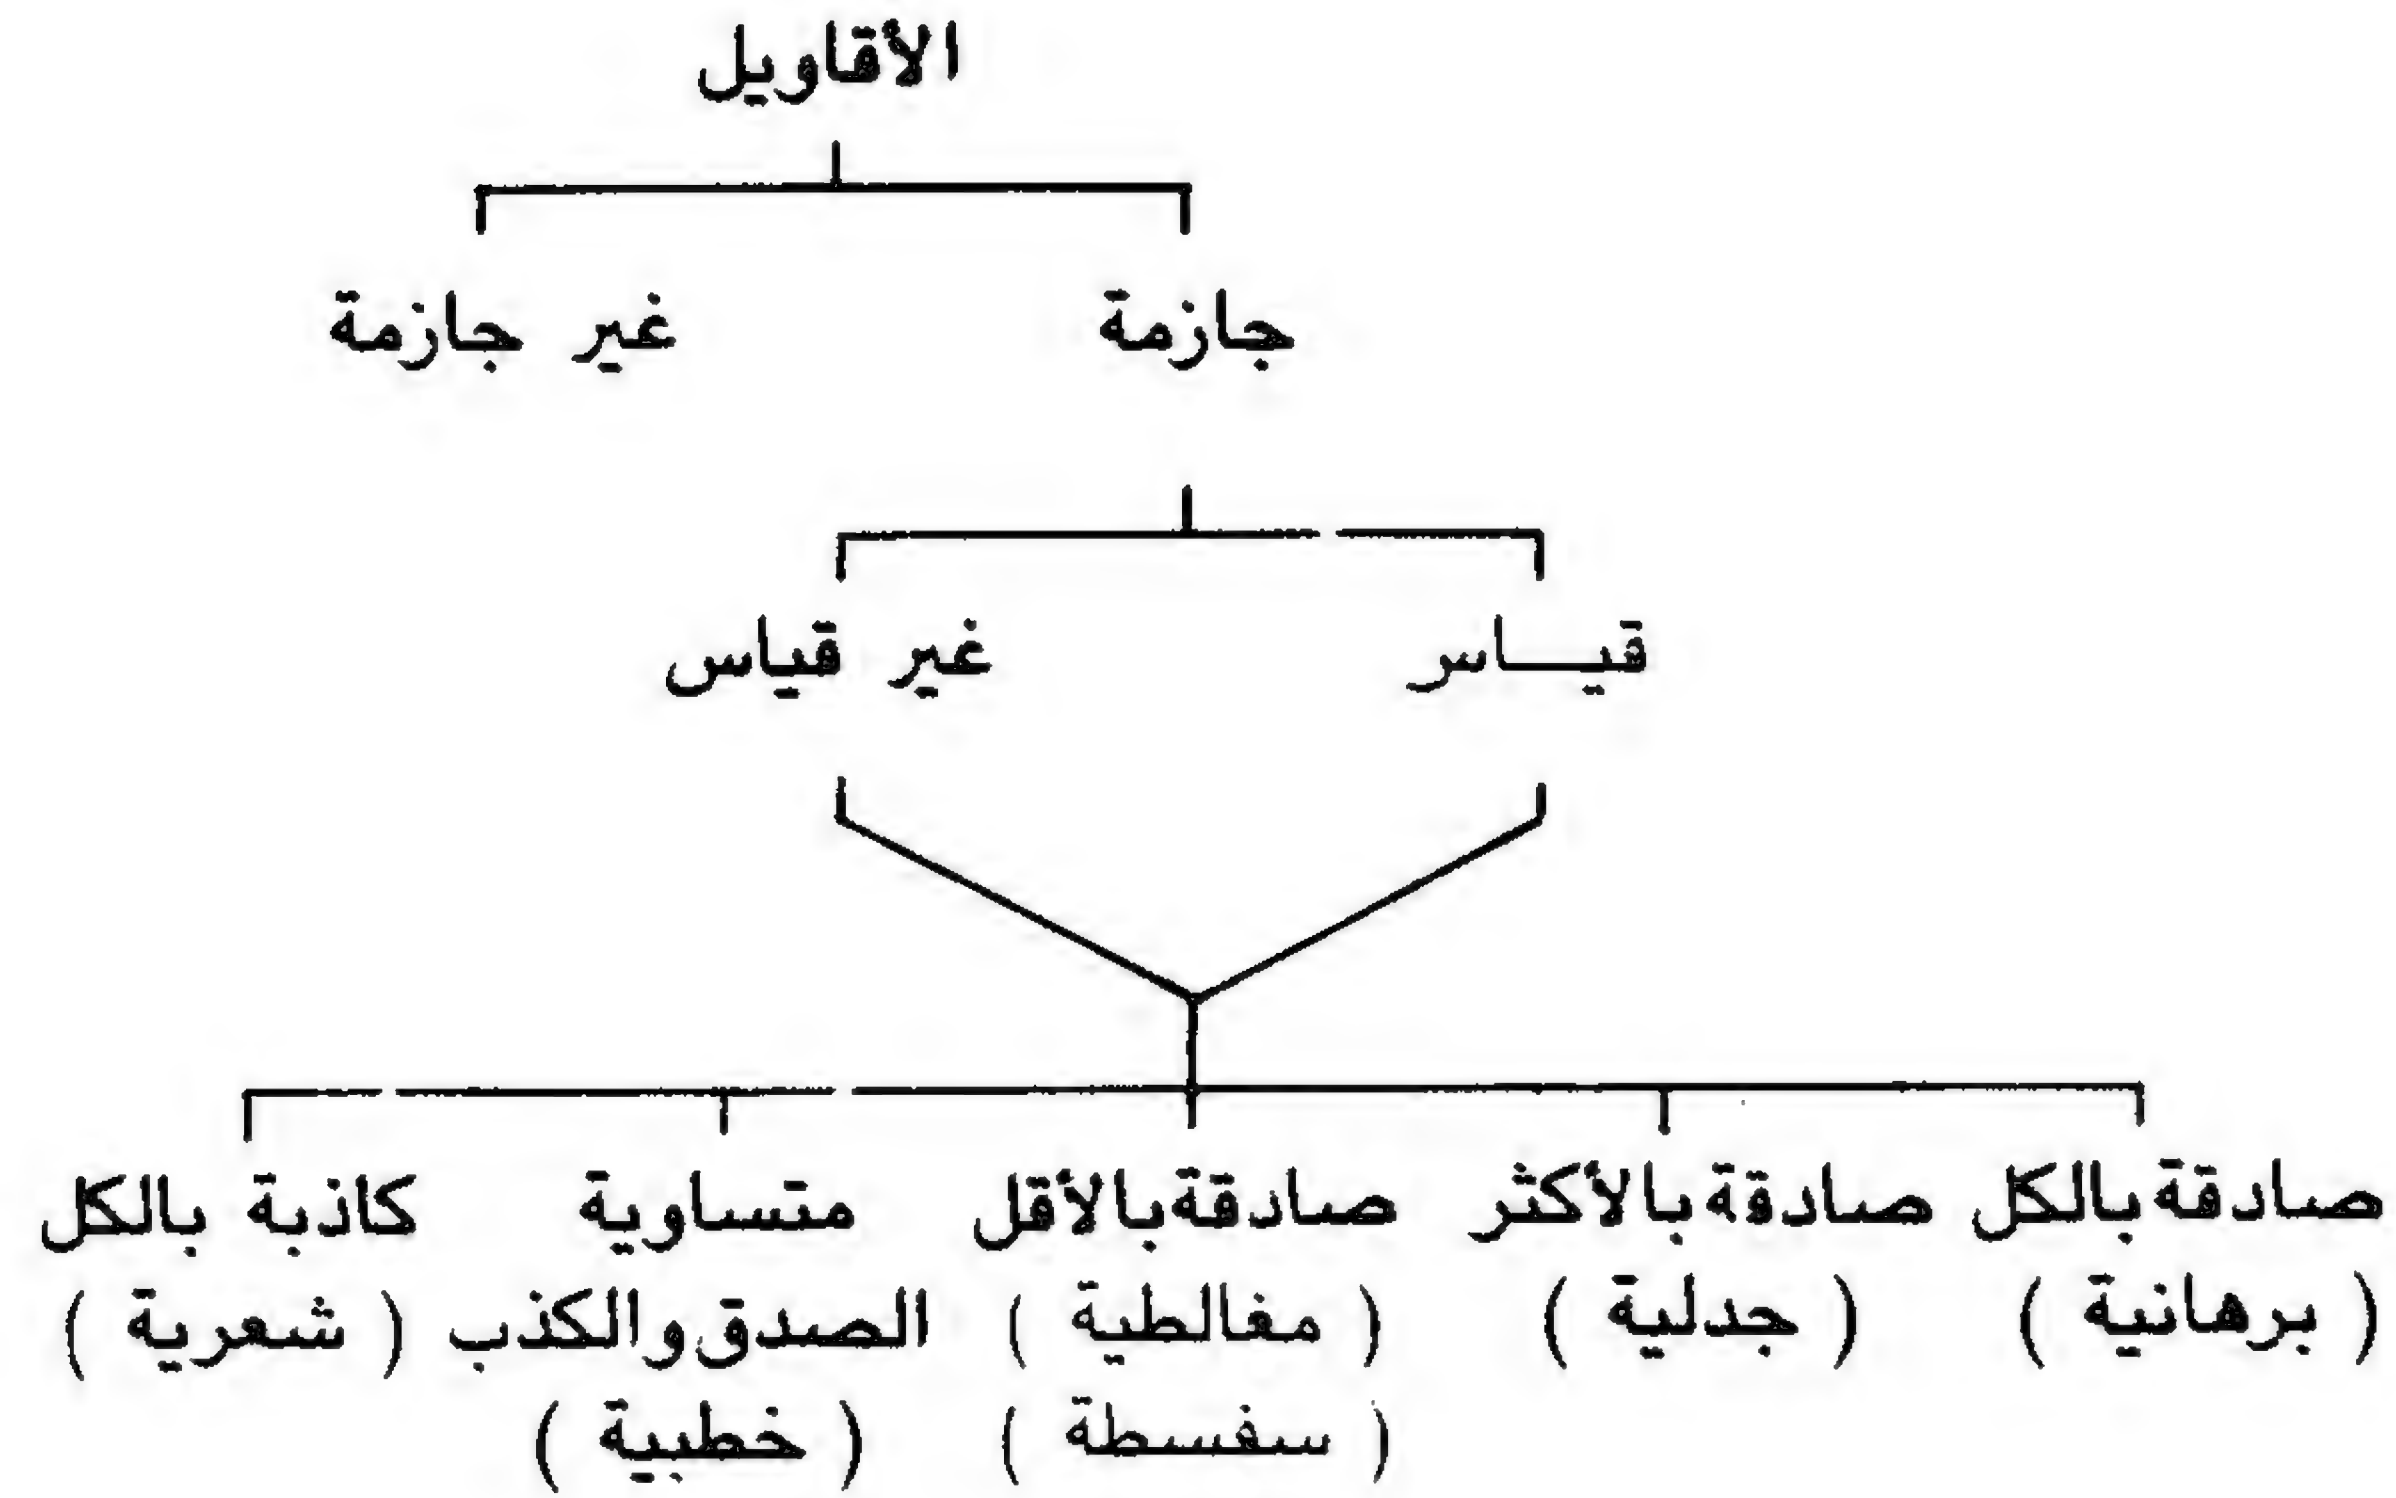 الأقاويل
جازمة
غير جازمة
قيـــاس
غير قياس
صادقة بالكل
( برهانية )
صادقة بالأكثر
( جدلية )
صادقة بالأقل
( مغالطية )
( سفسطة )
متساوية
الصدق والكذب
( خطبية )
كاذبة بالكل
( شعرية )